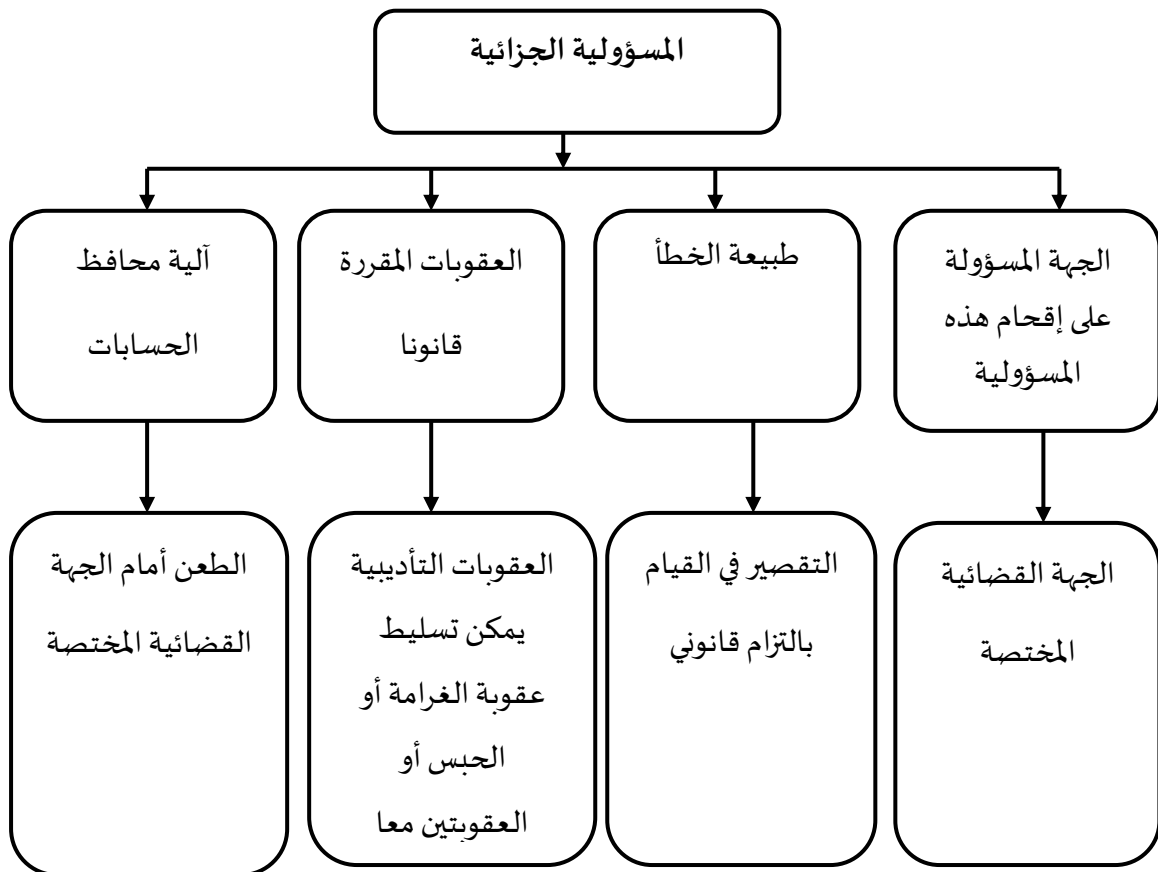 المسؤولية الجزائية
الجهة المسؤولة
على إقحام هذه
المسؤولية
طبيعة الخطأ
العقوبات المقررة
قانونا
آلية محافظ
الحسابات
الجهة القضائية
المختصة
التقصير في القيام
بالتزام قانوني
العقوبات التأديبية
يمكن تسليط
عقوبة الغرامة أو
الحبس أو
العقوبتين معا
الطعن أمام الجهة
القضائية المختصة